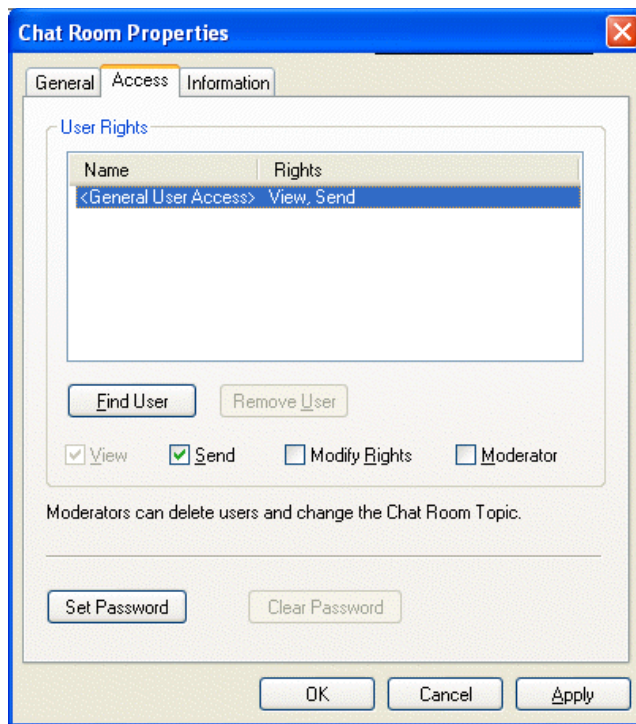 Chat Room Properties
General Access Information
User Rights
Name Rights
<General User Access> View, Send
Find User Remove User
View Send Modify Rights Moderator
Moderators can delete users and change the Chat Room Topic.
Set Password Clear Password
OK Cancel Apply